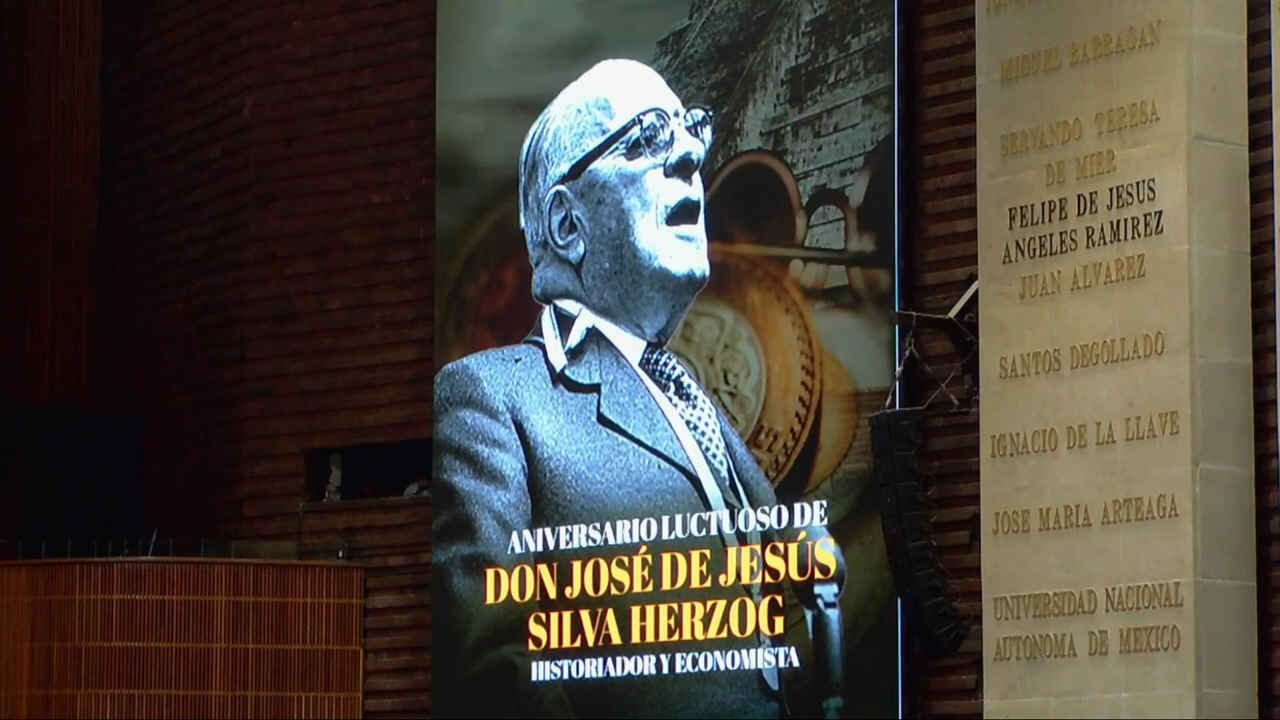 ANIVERSARIO LUCTUOSO DE
DON JOSÉ DE JESÚS
SILVA HERZOG
HISTORIADOR Y ECONOMISTA
MIGUEL BARRAGAN
SERVANDO TERESA
DE MIER
FELIPE DE JESUS
ANGELES RAMIREZ
JUAN ALVAREZ
SANTOS DEGOLLADO
IGNACIO DE LA LLAVE
JOSE MARIA ARTEAGA
UNIVERSIDAD NACIONAL
AUTONOMA DE MEXICO